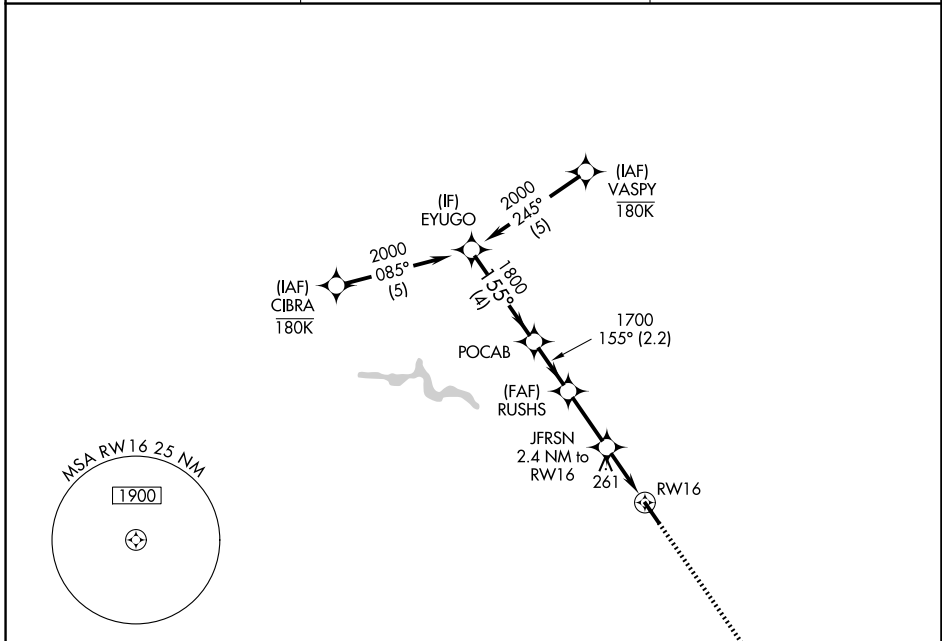 (IAF)
VASPY
180K
2000
245°
(5)
(IF)
EYUGO
2000
085°
(5)
(IAF)
CIBRA
180K
1800
155°
(4)
1700
155° (2.2)
POCAB
(FAF)
RUSHS
JFRSN
2.4 NM to
RW16
261
RW16
MSA RW16 25 NM
1900